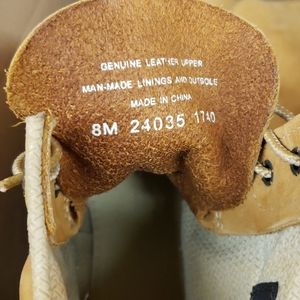 GENUINE LEATHER UPPER
MAN-MADE LININGS AND OUTSOLE
MADE IN CHINA
8M 24035 1740